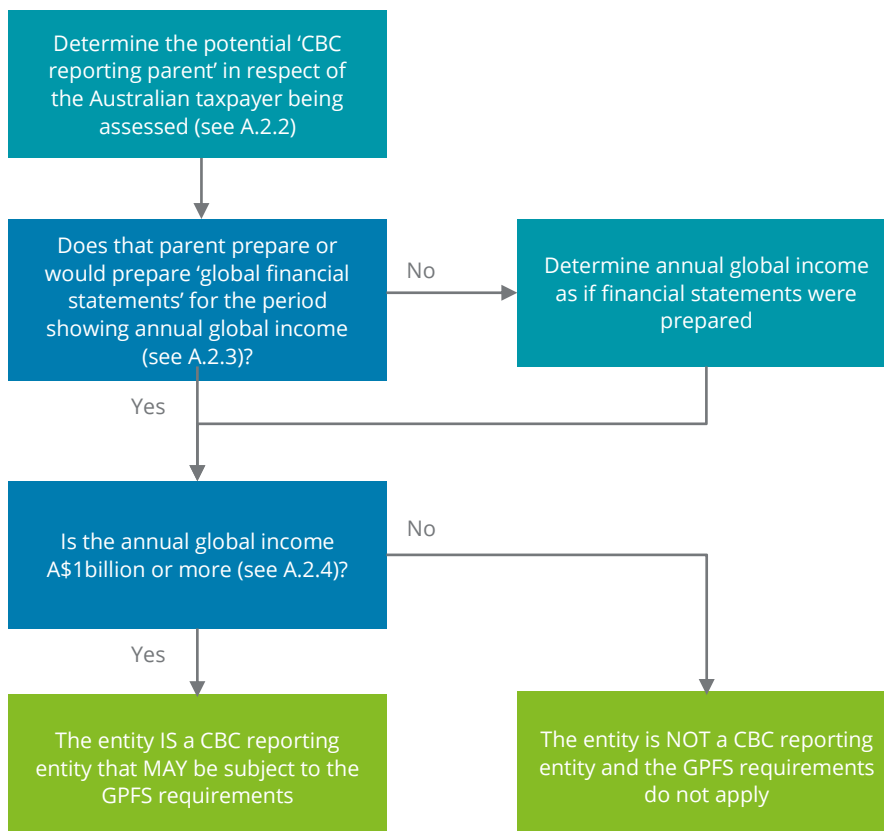 Determine the potential ‘CBC
reporting parent’ in respect of
the Australian taxpayer being
assessed (see A.2.2)
Does that parent prepare or
would prepare ‘global financial
statements’ for the period
showing annual global income
(see A.2.3)?
No
Determine annual global income
as if financial statements were
prepared
Yes
Is the annual global income
A$1billion or more (see A.2.4)?
No
Yes
The entity IS a CBC reporting
entity that MAY be subject to the
GPFS requirements
The entity is NOT a CBC reporting
entity and the GPFS requirements
do not apply